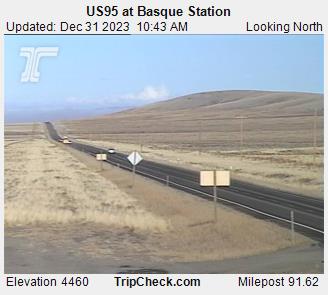 US95 at Basque Station
Updated: Dec 31 2023 10:43 AM Looking North
Elevation 4460 TripCheck.com Milepost 91.62